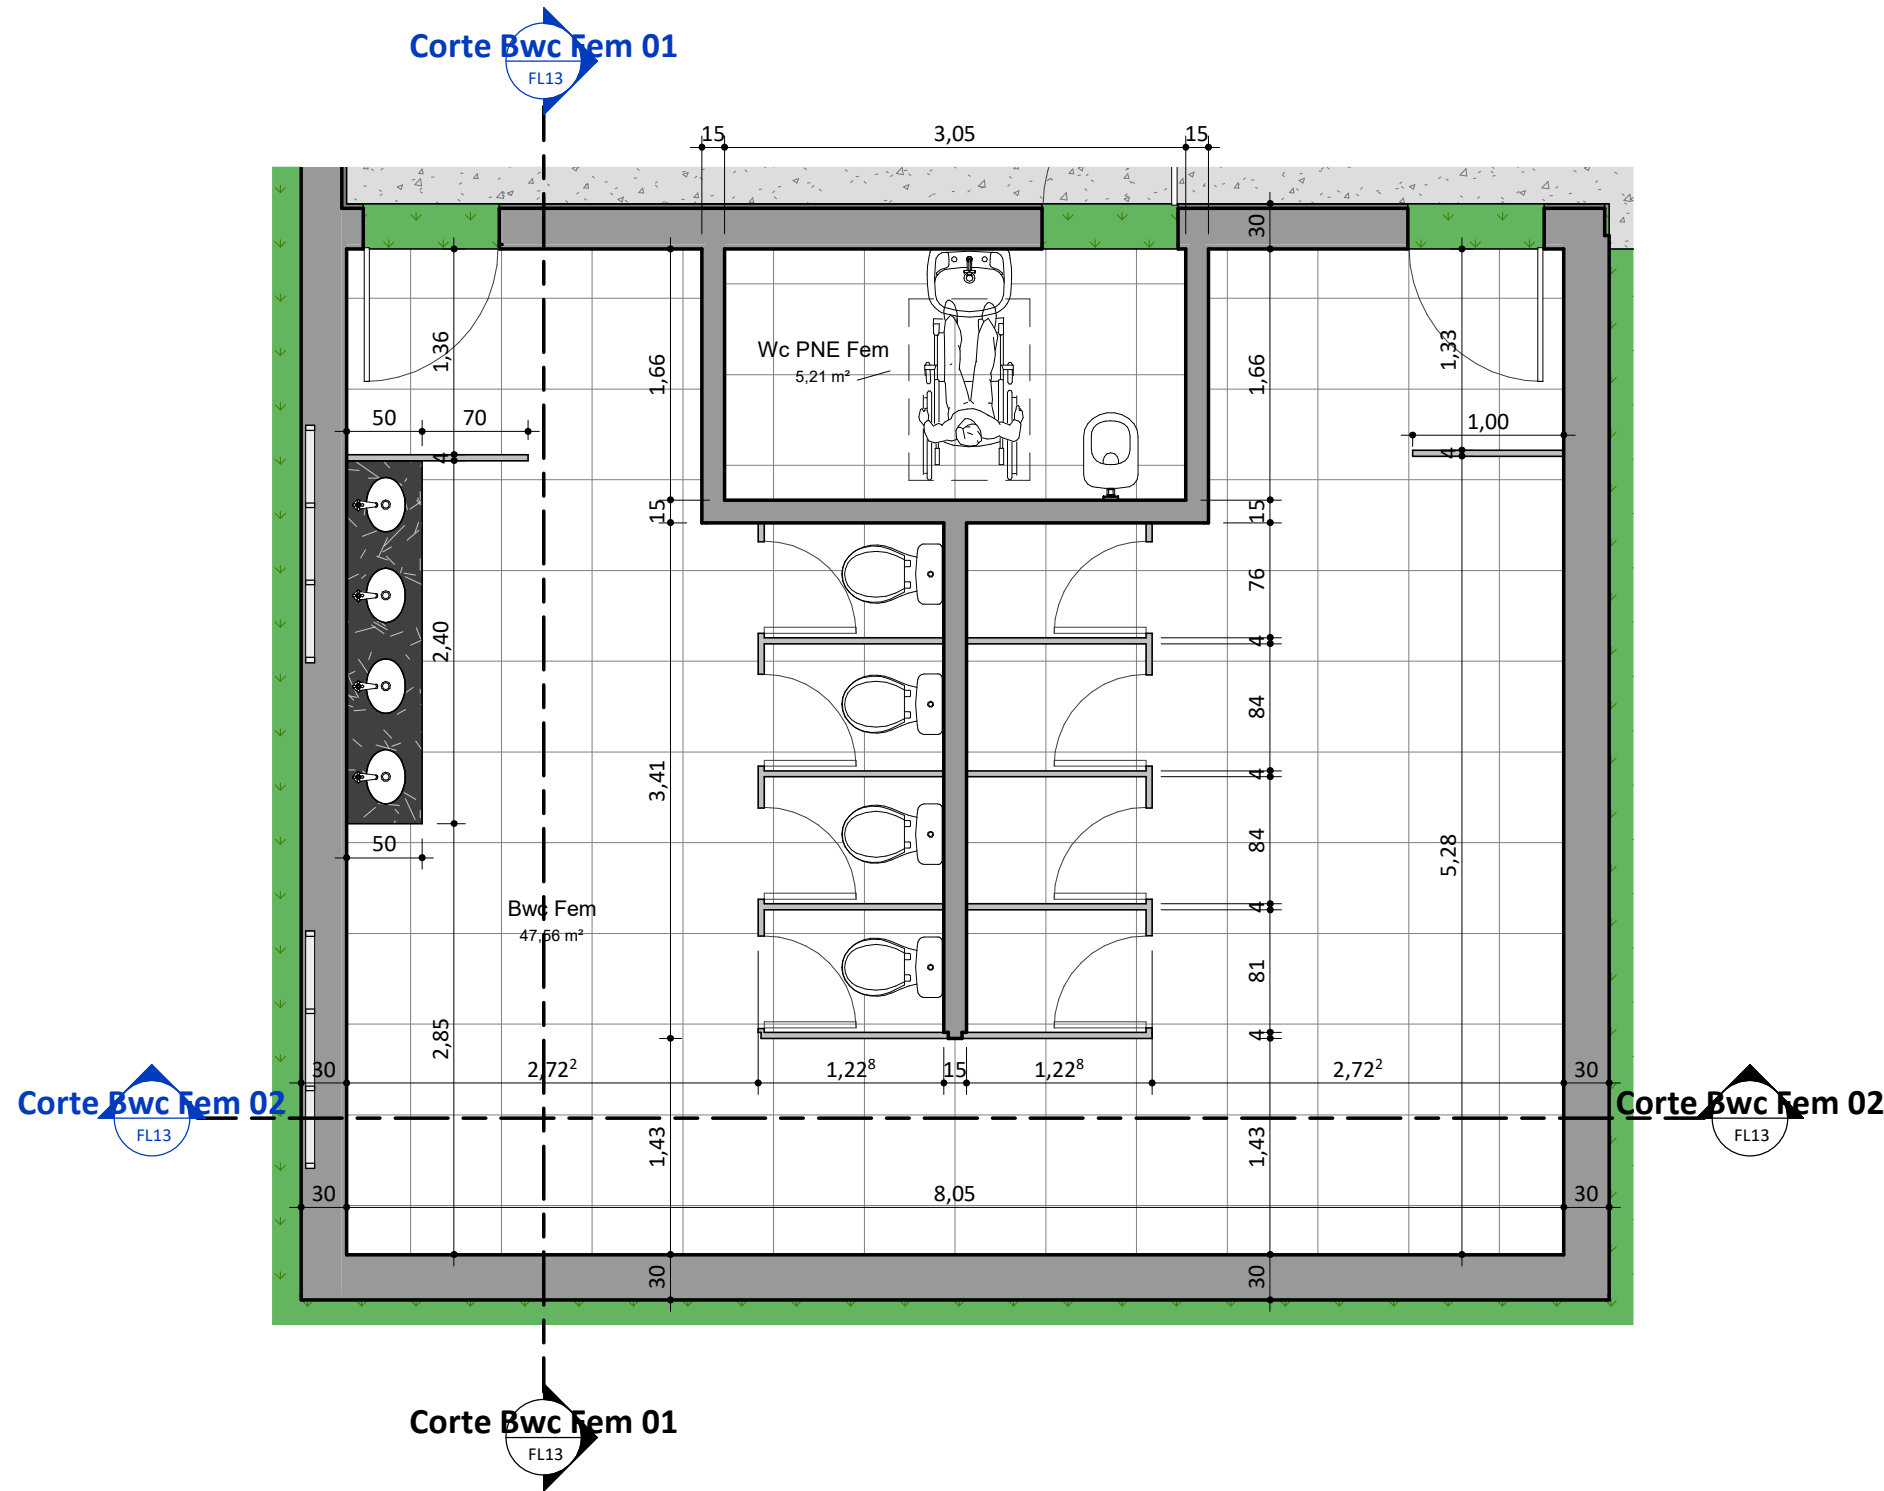 Corte Bwc Fem 01
FL13
15 3,05 15
30
1,36
1,66
Wc PNE Fem
5,21 m²
1,66
1,33
50 70
1,00
4
4
15
15
76
4
2,40
84
3,41
4
84
50
5,28
Bwc Fem
47,56 m²
4
81
2,85
4
30 2,72² 1,22⁸ 15 1,22⁸ 2,72² 30
Corte Bwc Fem 02
FL13
Corte Bwc Fem 02
FL13
1,43
1,43
30 8,05 30
30
30
Corte Bwc Fem 01
FL13